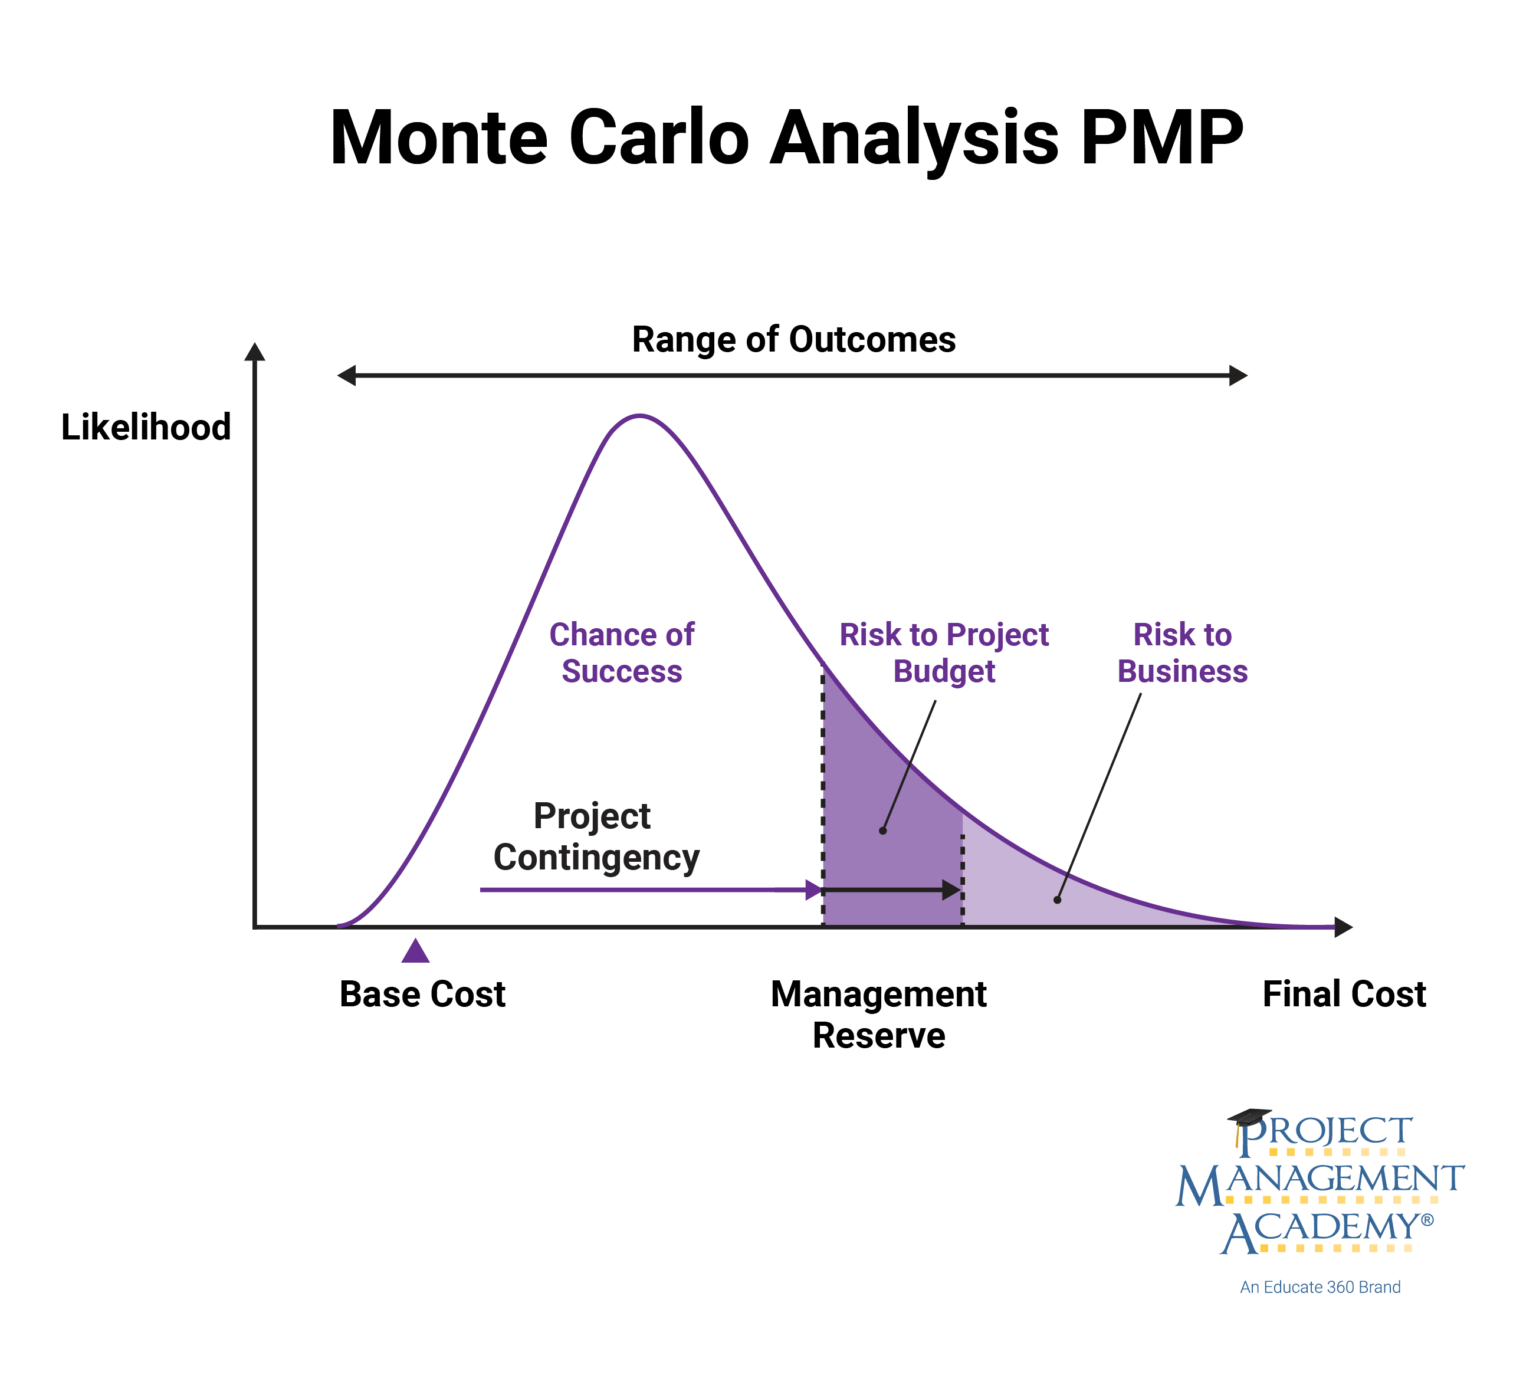 Monte Carlo Analysis PMP
Range of Outcomes
Likelihood
Chance of
Success
Risk to Project
Budget
Risk to
Business
Project
Contingency
Base Cost
Management
Reserve
Final Cost
PROJECT
MANAGEMENT
ACADEMY®
An Educate 360 Brand